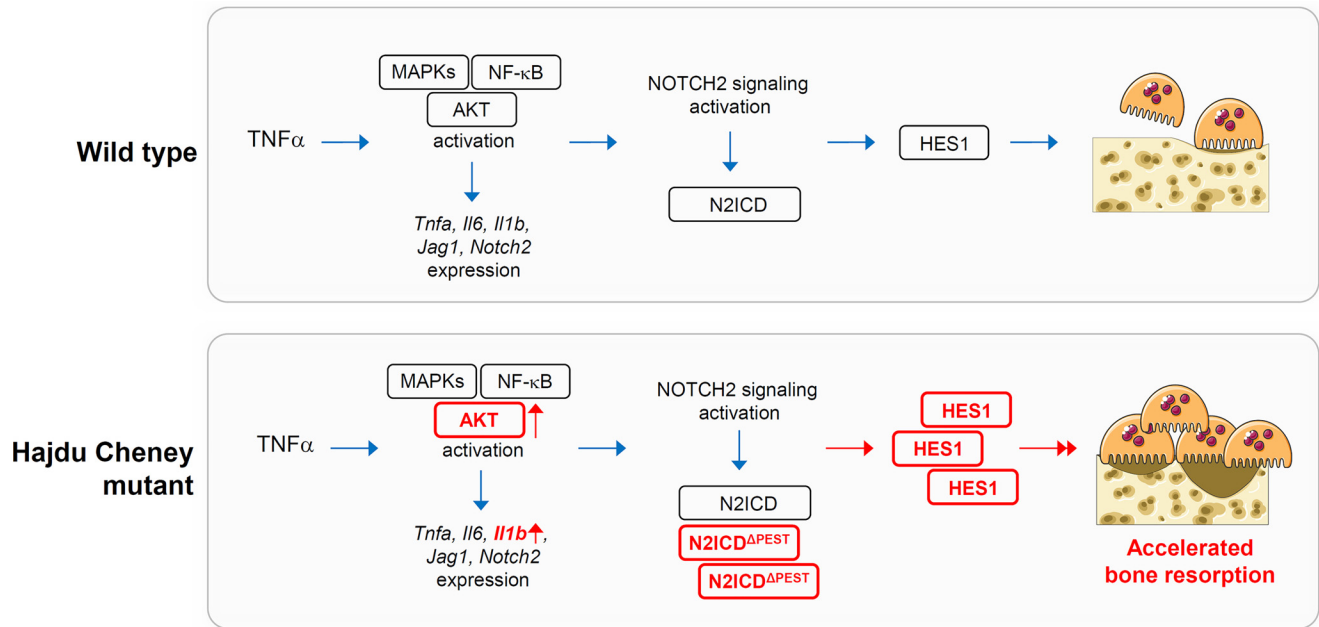 Wild type
TNFα
MAPKs
NF-κB
AKT
activation
Tnfa, Il6, Il1b,
Jag1, Notch2
expression
NOTCH2 signaling
activation
N2ICD
HES1
Hajdu Cheney
mutant
TNFα
MAPKs
NF-κB
AKT
activation
Tnfa, Il6, Il1b,
Jag1, Notch2
expression
NOTCH2 signaling
activation
N2ICD
N2ICDΔPEST
N2ICDΔPEST
HES1
HES1
HES1
Accelerated
bone resorption